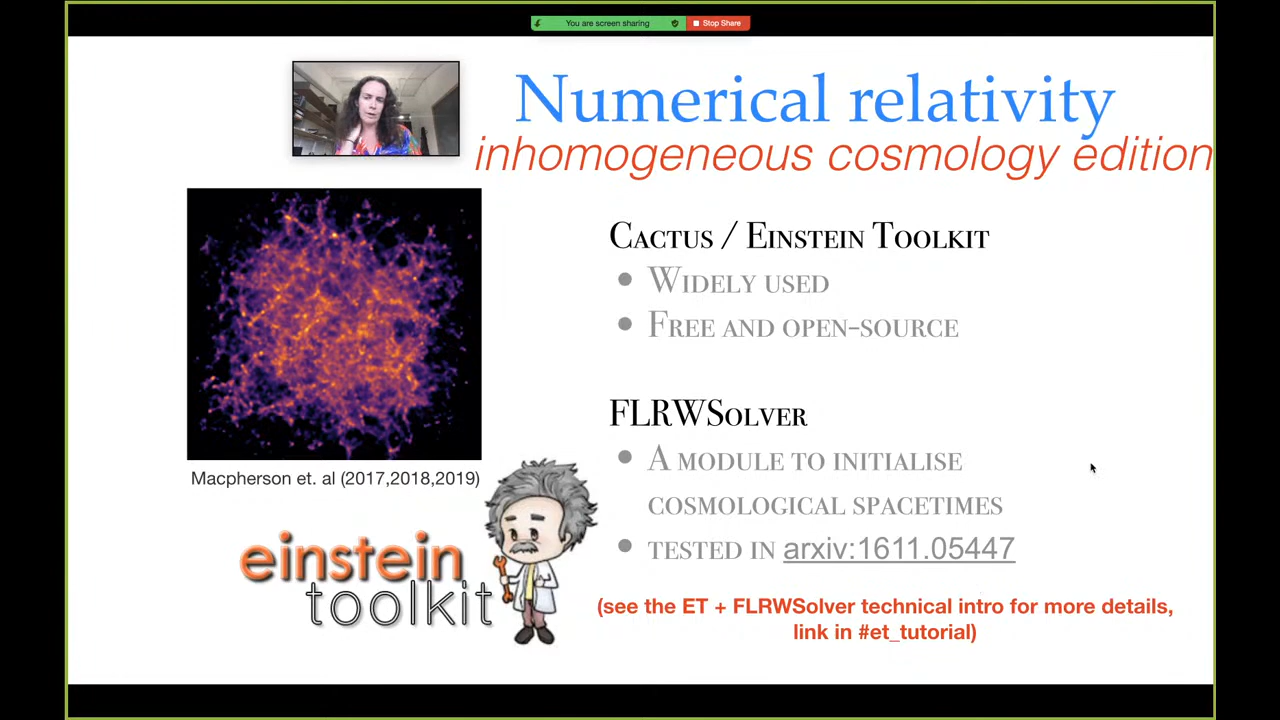 You are screen sharing
Stop Share
Numerical relativity
inhomogeneous cosmology edition
Cactus / Einstein Toolkit
• Widely used
• Free and open-source
FLRWSolver
• A module to initialise
cosmological spacetimes
• tested in arxiv:1611.05447
(see the ET + FLRWSolver technical intro for more details,
link in #et_tutorial)
Macpherson et. al (2017,2018,2019)
einstein
toolkit